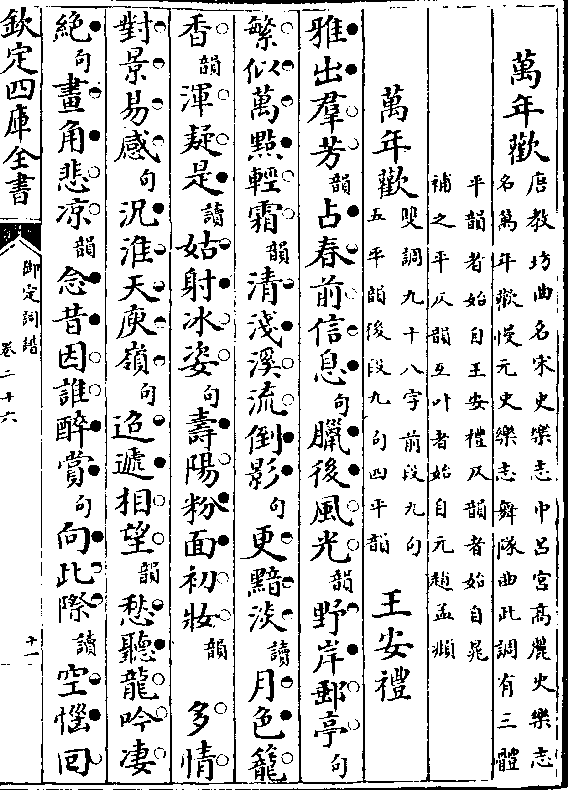 萬年歡
唐教坊曲名宋史樂志中呂宮高麗史樂志
名萬年歡慢元史樂志舞隊曲此調有三體
平韻者始自王安禮仄韻者始自晁
補之平仄韻互叶者始自元趙孟頫
萬年歡
雙調九十八字前段九句
五平韻後段九句四平韻
王安禮
雅出羣芳韻占春前信息句臘後風光韻野岸郵亭句
繁似萬點輕霜韻清淺溪流倒影句更黯淡讀月色籠
香韻渾疑是讀姑射冰姿句壽陽粉面初妝韻 多情
對景易感句況淮天庾嶺句迢遞相望韻愁聽龍吟凄
絕句畫角悲凉韻念昔因誰醉賞句向此際讀空惱回
欽定四庫全書
御定詞譜
卷二十六
十一